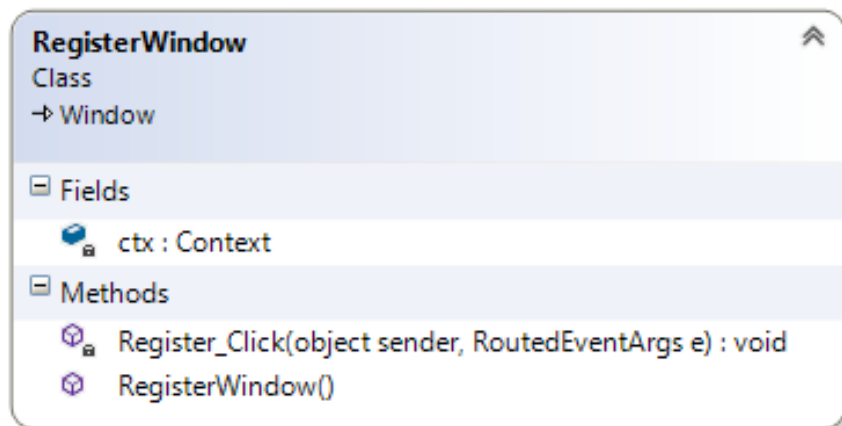 RegisterWindow
Class
Window
Fields
ctx : Context
Methods
Register_Click(object sender, RoutedEventArgs e) : void
RegisterWindow()